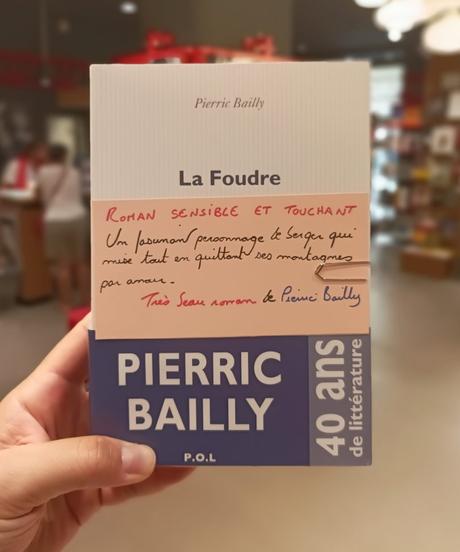 Pierric Bailly
La Foudre
ROMAN SENSIBLE ET TOUCHANT
Un fascinant personnage de berger qui
mise tout en quittant ses montagnes
par amour.
Très beau roman de Pierric Bailly
PIERRIC
BAILLY
P.O.L
40 ans
de littérature